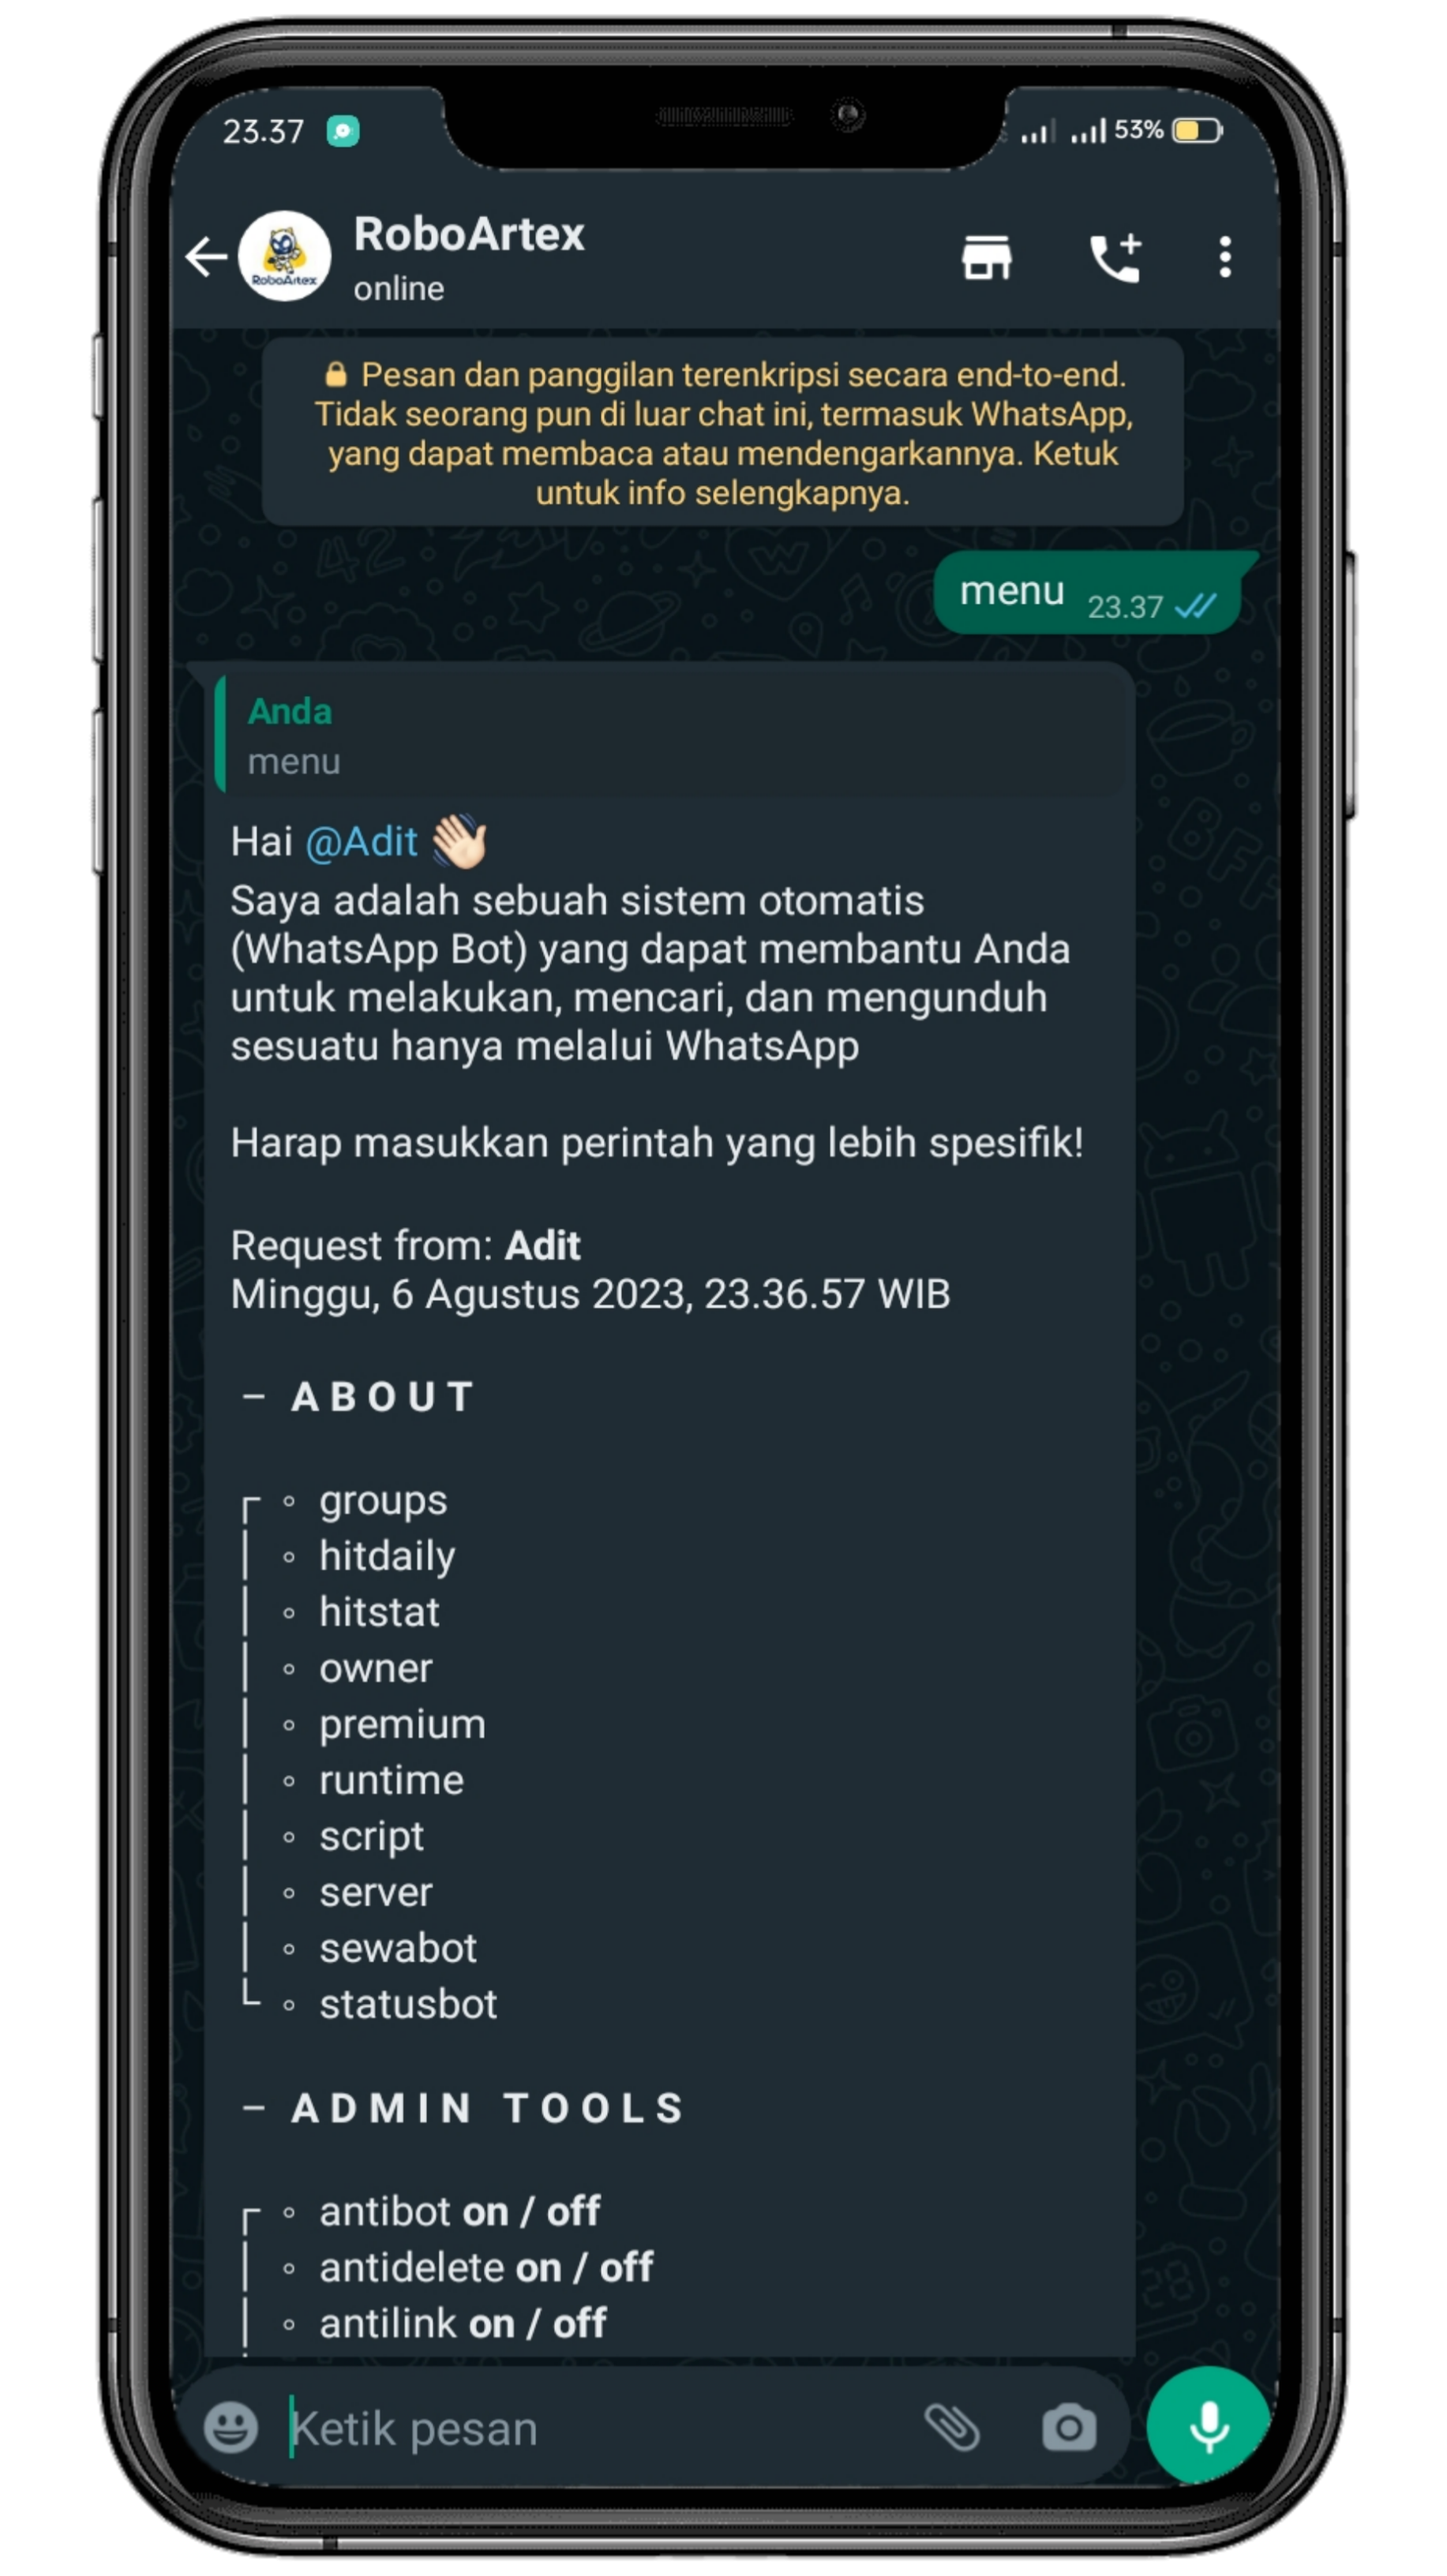 23.37
53%
RoboArtex
RoboArtex
online
Pesan dan panggilan terenkripsi secara end-to-end.
Tidak seorang pun di luar chat ini, termasuk WhatsApp,
yang dapat membaca atau mendengarkannya. Ketuk
untuk info selengkapnya.
menu 23.37
Anda
menu
Hai @Adit 👋🏻
Saya adalah sebuah sistem otomatis
(WhatsApp Bot) yang dapat membantu Anda
untuk melakukan, mencari, dan mengunduh
sesuatu hanya melalui WhatsApp
Harap masukkan perintah yang lebih spesifik!
Request from: Adit
Minggu, 6 Agustus 2023, 23.36.57 WIB
– A B O U T
┌ ◦ groups
│ ◦ hitdaily
│ ◦ hitstat
│ ◦ owner
│ ◦ premium
│ ◦ runtime
│ ◦ script
│ ◦ server
│ ◦ sewabot
└ ◦ statusbot
– A D M I N  T O O L S
┌ ◦ antibot on / off
│ ◦ antidelete on / off
│ ◦ antilink on / off
Ketik pesan